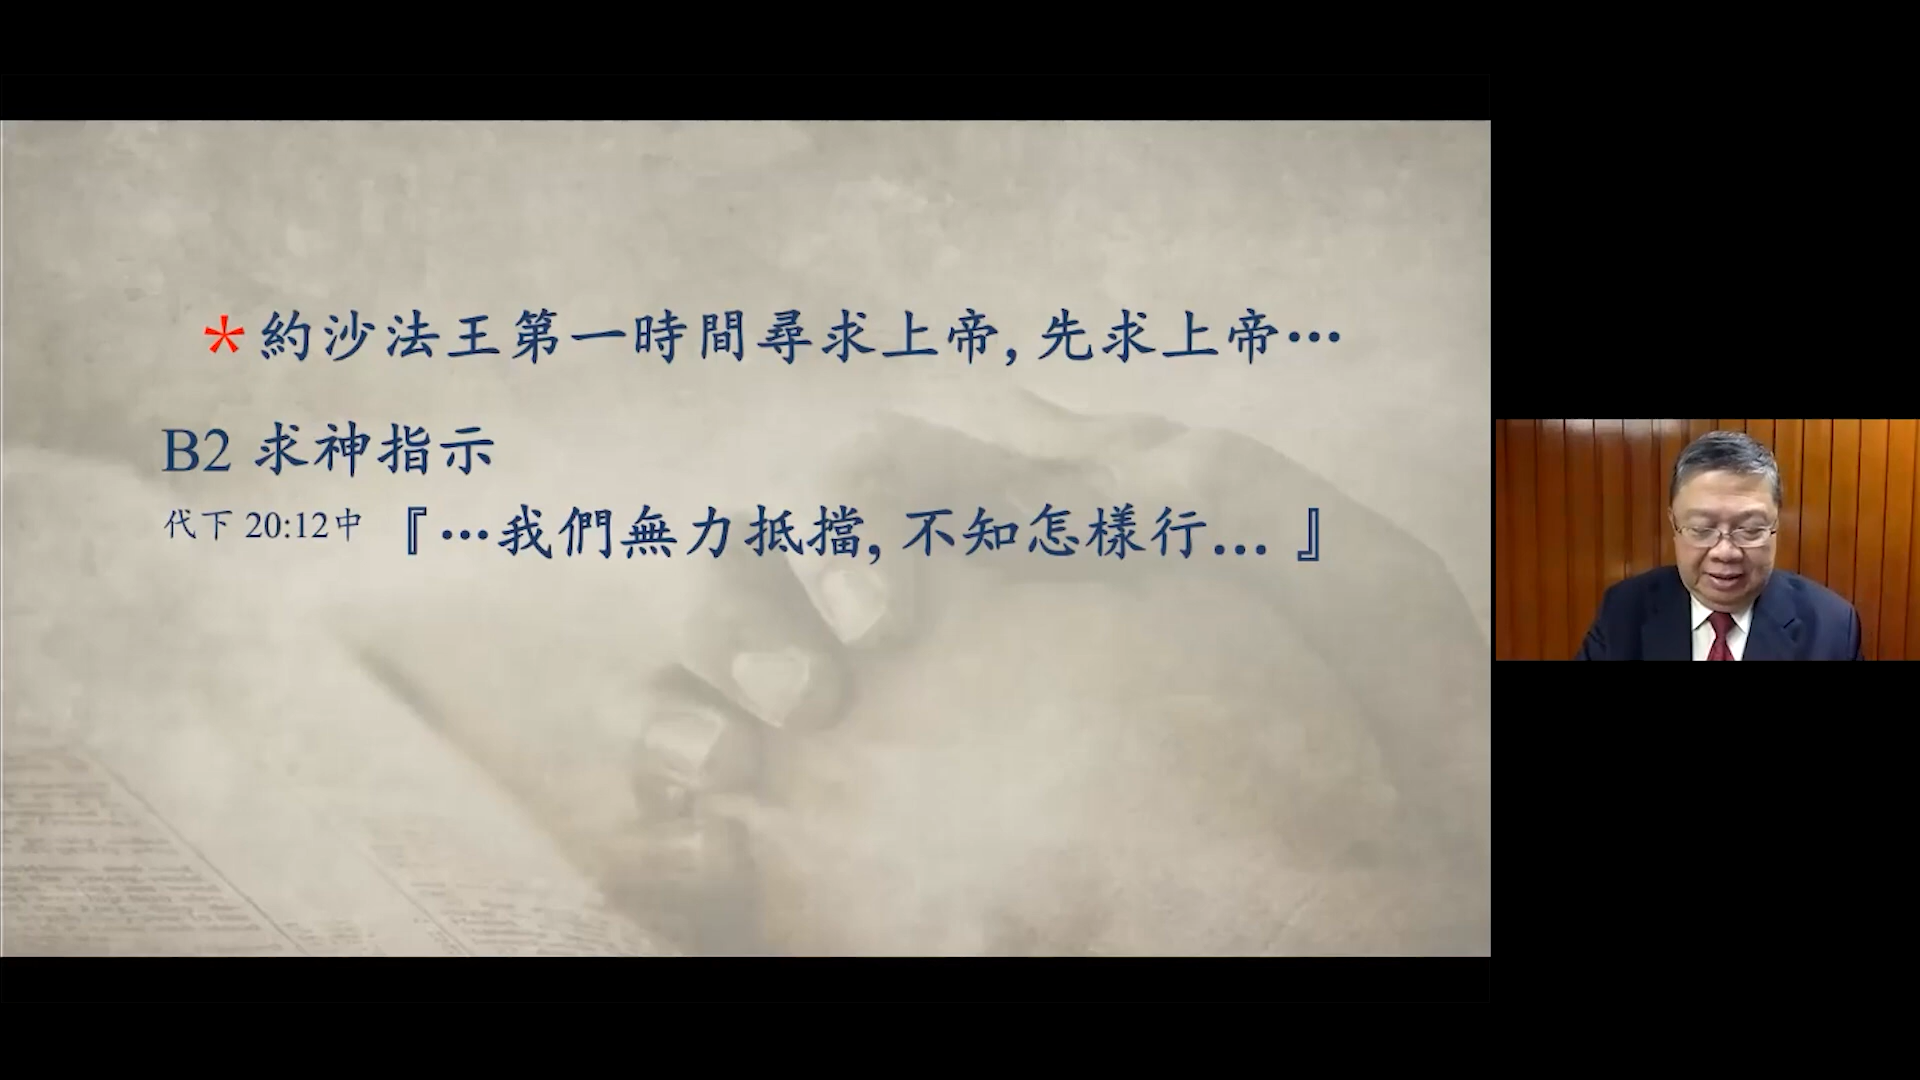 *約沙法王第一時間尋求上帝,先求上帝…
B2 求神指示
代下 20:12中 『…我們無力抵擋,不知怎樣行... 』